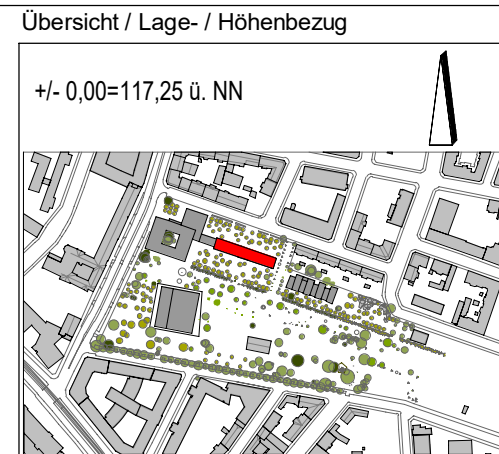 Übersicht / Lage- / Höhenbezug
+/- 0,00=117,25 ü. NN